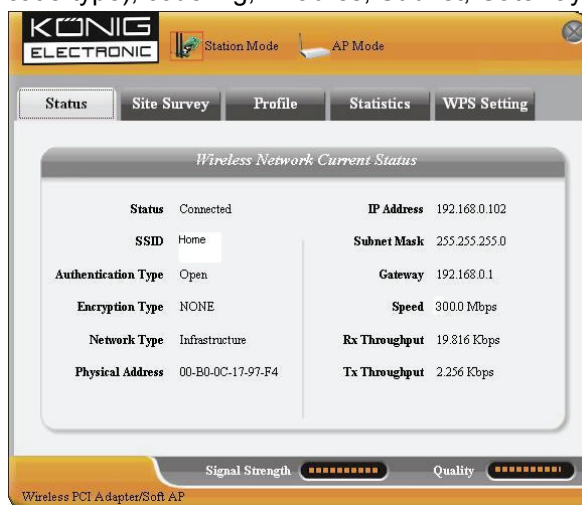 KÖNIG
ELECTRONIC
Station Mode
AP Mode
Status
Site Survey
Profile
Statistics
WPS Setting
Wireless Network Current Status
Status Connected
SSID Home
Authentication Type Open
Encryption Type NONE
Network Type Infrastructure
Physical Address 00-B0-0C-17-97-F4
IP Address 192.168.0.102
Subnet Mask 255.255.255.0
Gateway 192.168.0.1
Speed 300.0 Mbps
Rx Throughput 19.816 Kbps
Tx Throughput 2.256 Kbps
Signal Strength
Quality
Wireless PCI Adapter/Soft AP